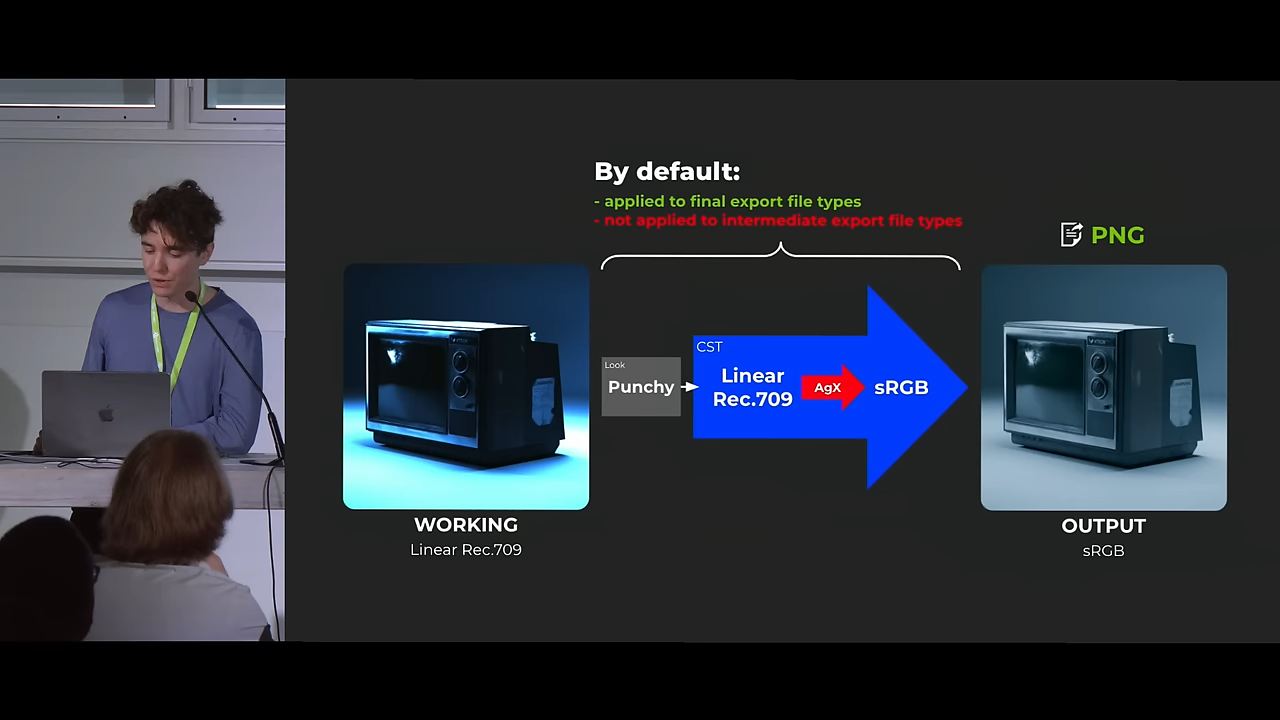 By default:
- applied to final export file types
- not applied to intermediate export file types
PNG
Look
Punchy
CST
Linear
Rec.709
AgX
sRGB
WORKING
Linear Rec.709
OUTPUT
sRGB